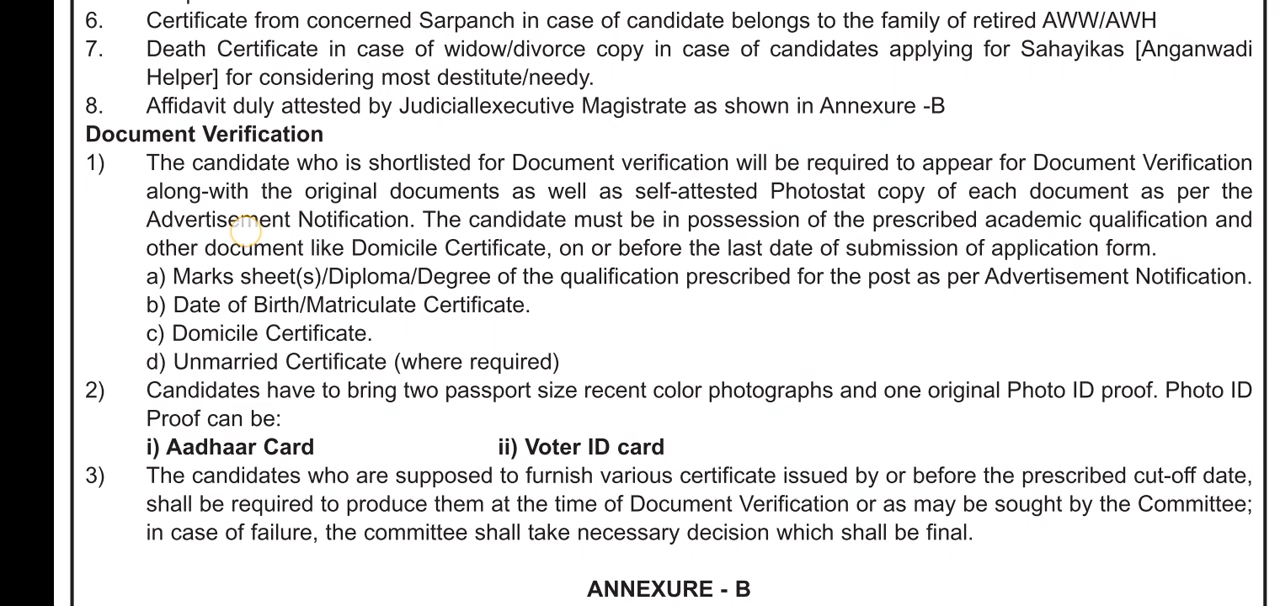 6. Certificate from concerned Sarpanch in case of candidate belongs to the family of retired AWW/AWH
7. Death Certificate in case of widow/divorce copy in case of candidates applying for Sahayikas [Anganwadi
Helper] for considering most destitute/needy.
8. Affidavit duly attested by Judiciallexecutive Magistrate as shown in Annexure -B
Document Verification
1) The candidate who is shortlisted for Document verification will be required to appear for Document Verification
along-with the original documents as well as self-attested Photostat copy of each document as per the
Advertisement Notification. The candidate must be in possession of the prescribed academic qualification and
other document like Domicile Certificate, on or before the last date of submission of application form.
a) Marks sheet(s)/Diploma/Degree of the qualification prescribed for the post as per Advertisement Notification.
b) Date of Birth/Matriculate Certificate.
c) Domicile Certificate.
d) Unmarried Certificate (where required)
2) Candidates have to bring two passport size recent color photographs and one original Photo ID proof. Photo ID
Proof can be:
i) Aadhaar Card ii) Voter ID card
3) The candidates who are supposed to furnish various certificate issued by or before the prescribed cut-off date,
shall be required to produce them at the time of Document Verification or as may be sought by the Committee;
in case of failure, the committee shall take necessary decision which shall be final.
ANNEXURE - B